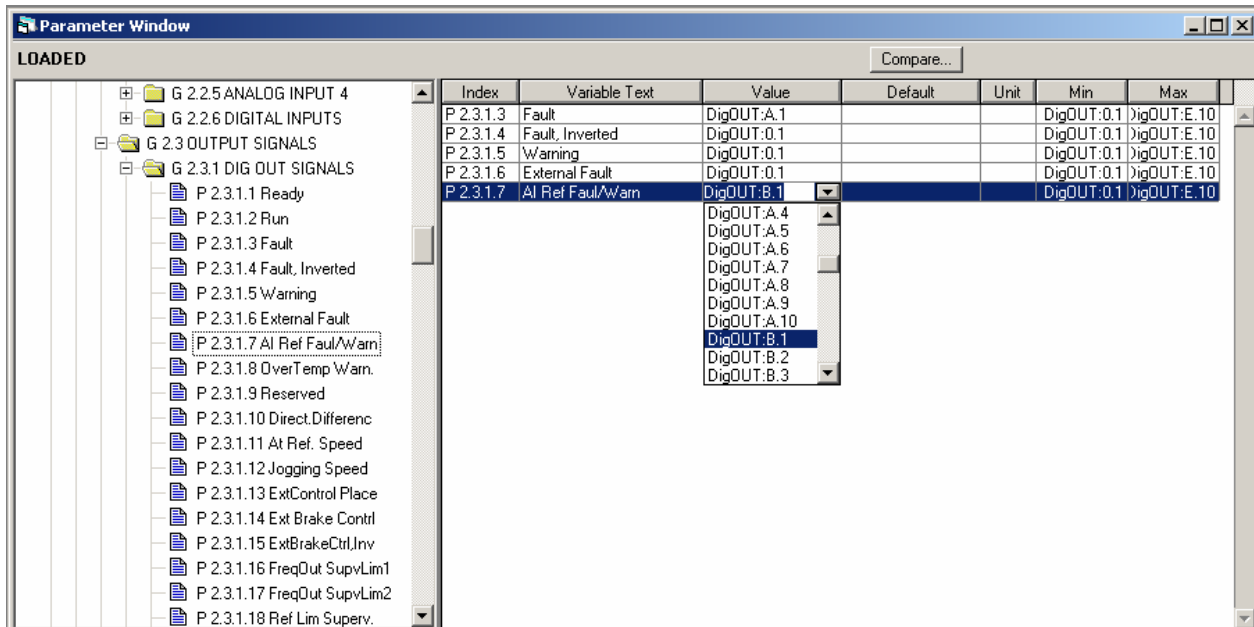 Parameter Window
LOADED
Compare...
G 2.2.5 ANALOG INPUT 4
G 2.2.6 DIGITAL INPUTS
G 2.3 OUTPUT SIGNALS
G 2.3.1 DIG OUT SIGNALS
P 2.3.1.1 Ready
P 2.3.1.2 Run
P 2.3.1.3 Fault
P 2.3.1.4 Fault, Inverted
P 2.3.1.5 Warning
P 2.3.1.6 External Fault
P 2.3.1.7 AI Ref Faul/Warn
P 2.3.1.8 OverTemp Warn.
P 2.3.1.9 Reserved
P 2.3.1.10 Direct.Differenc
P 2.3.1.11 At Ref. Speed
P 2.3.1.12 Jogging Speed
P 2.3.1.13 ExtControl Place
P 2.3.1.14 Ext Brake Contrl
P 2.3.1.15 ExtBrakeCtrl,Inv
P 2.3.1.16 FreqOut SupvLim1
P 2.3.1.17 FreqOut SupvLim2
P 2.3.1.18 Ref Lim Superv.
Index Variable Text Value Default Unit Min Max
P 2.3.1.3 Fault DigOUT:A.1 DigOUT:0.1 DigOUT:E.10
P 2.3.1.4 Fault, Inverted DigOUT:0.1 DigOUT:0.1 DigOUT:E.10
P 2.3.1.5 Warning DigOUT:0.1 DigOUT:0.1 DigOUT:E.10
P 2.3.1.6 External Fault DigOUT:0.1 DigOUT:0.1 DigOUT:E.10
P 2.3.1.7 AI Ref Faul/Warn DigOUT:B.1 DigOUT:0.1 DigOUT:E.10
DigOUT:A.4
DigOUT:A.5
DigOUT:A.6
DigOUT:A.7
DigOUT:A.8
DigOUT:A.9
DigOUT:A.10
DigOUT:B.1
DigOUT:B.2
DigOUT:B.3